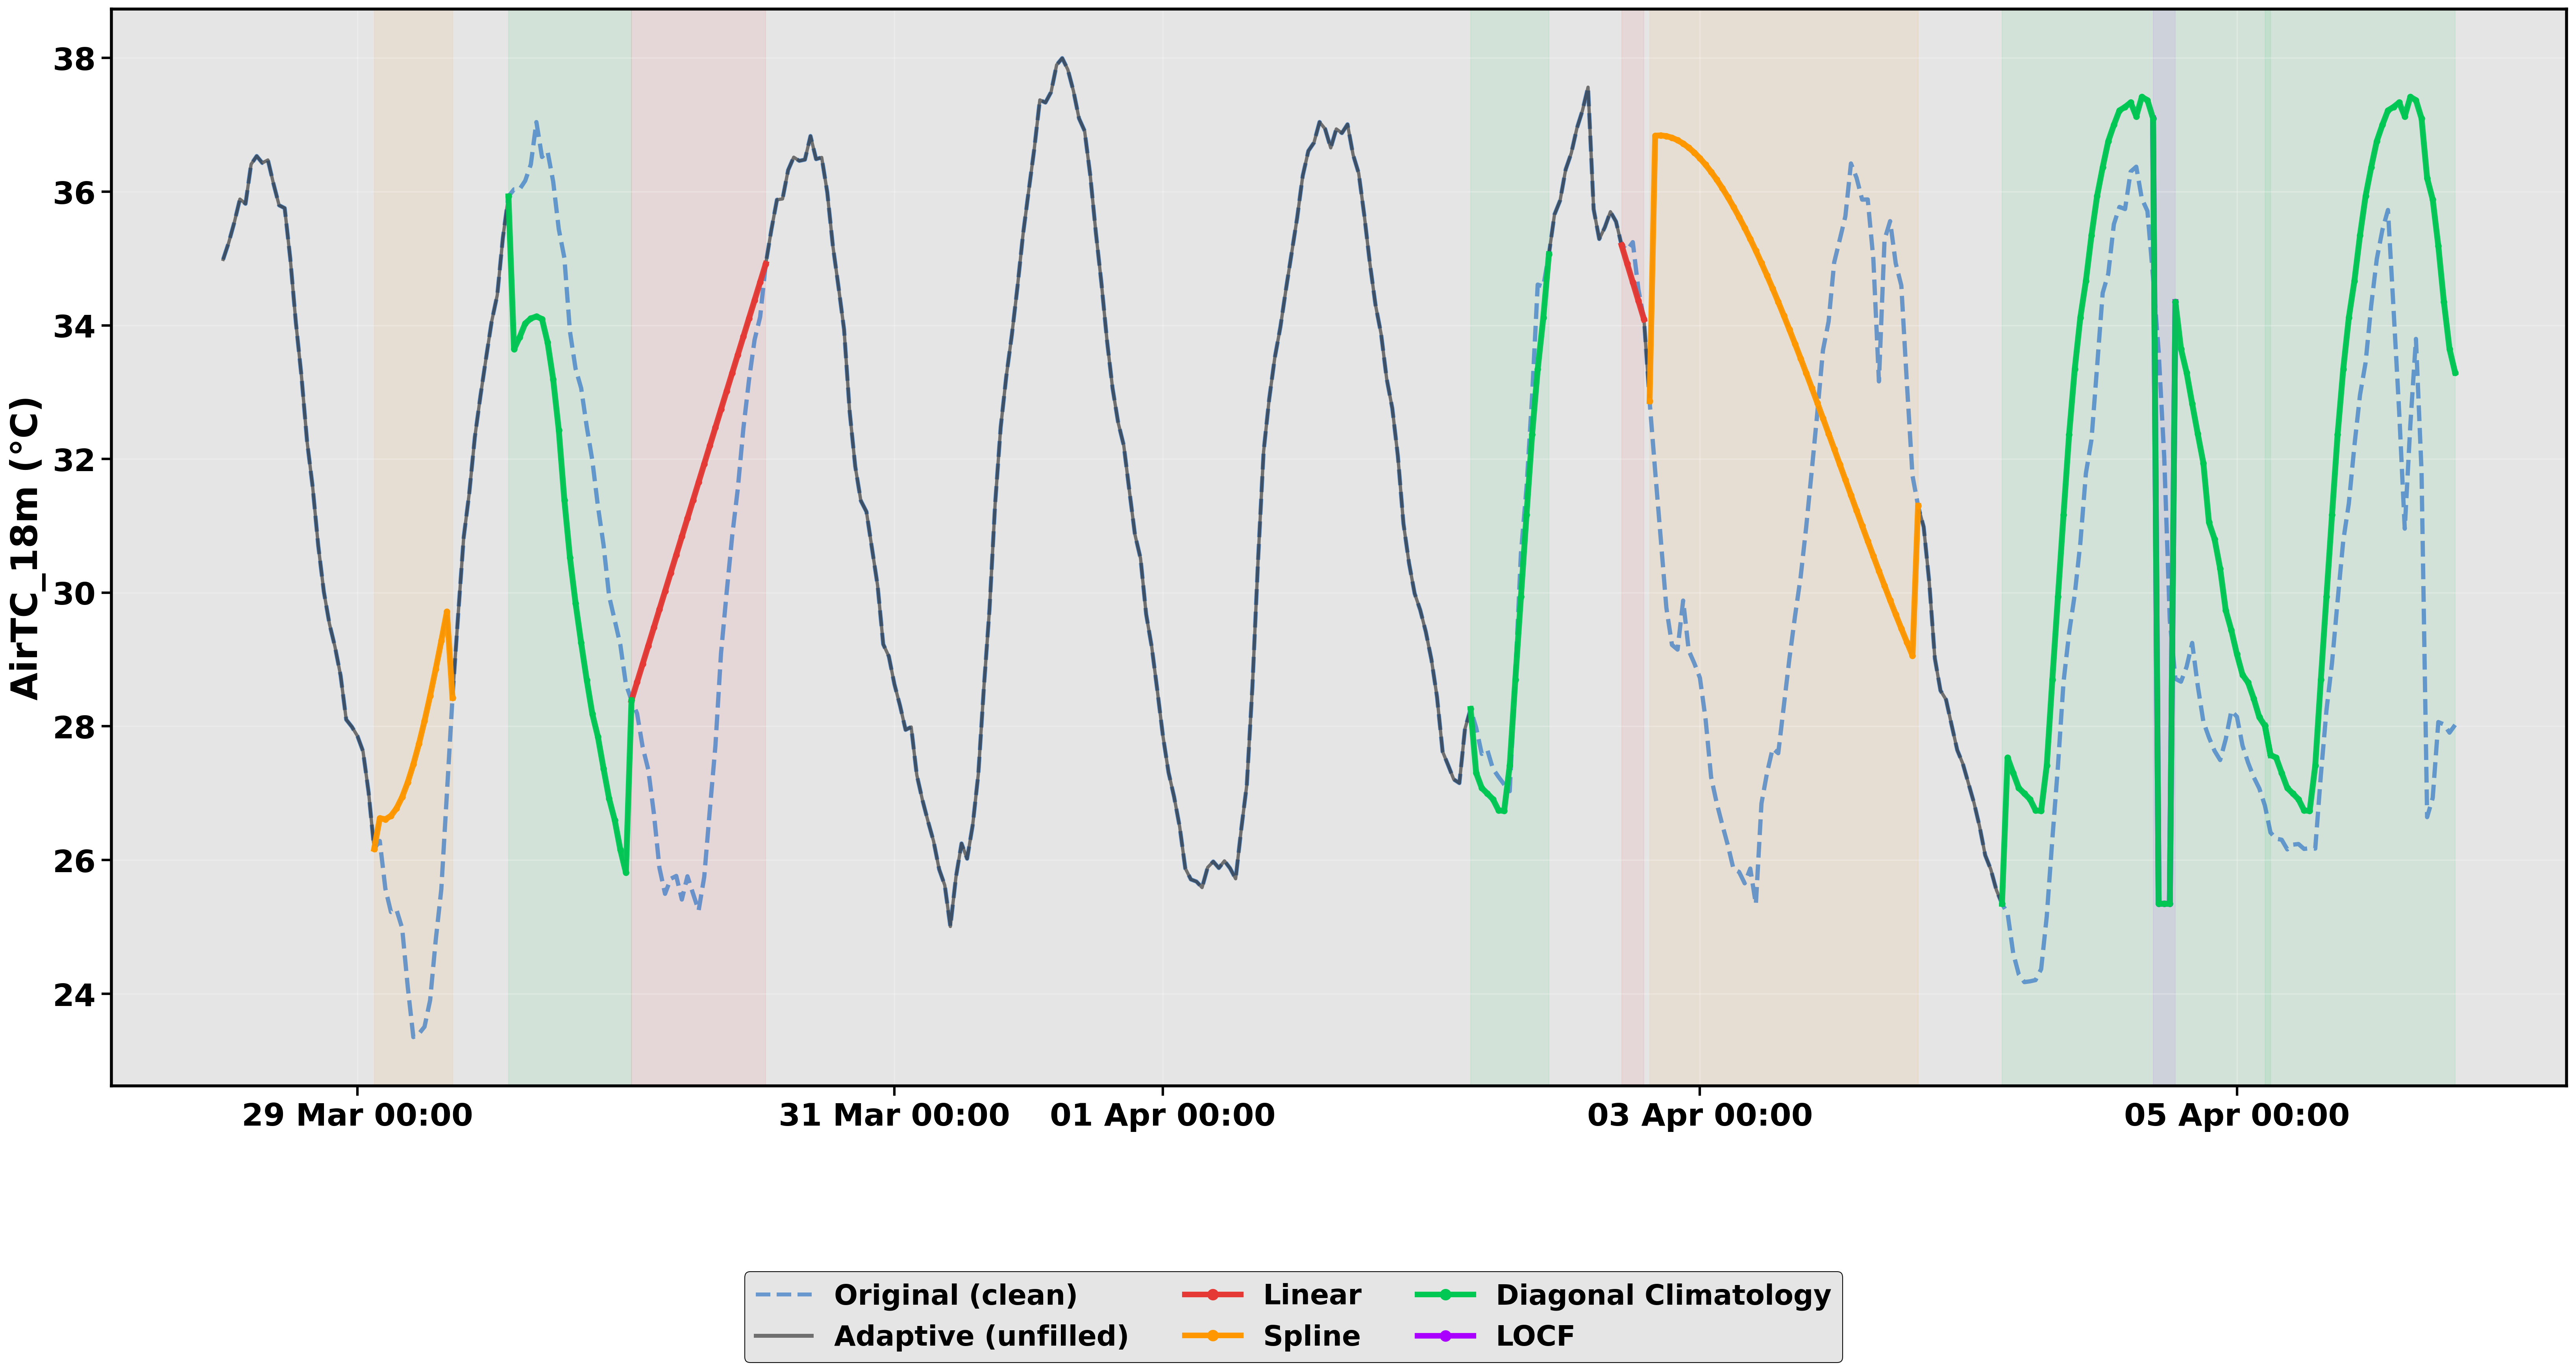 AirTC_18m (°C)
38
36
34
32
30
28
26
24
29 Mar 00:00
31 Mar 00:00
01 Apr 00:00
03 Apr 00:00
05 Apr 00:00
Original (clean)
Adaptive (unfilled)
Linear
Spline
Diagonal Climatology
LOCF